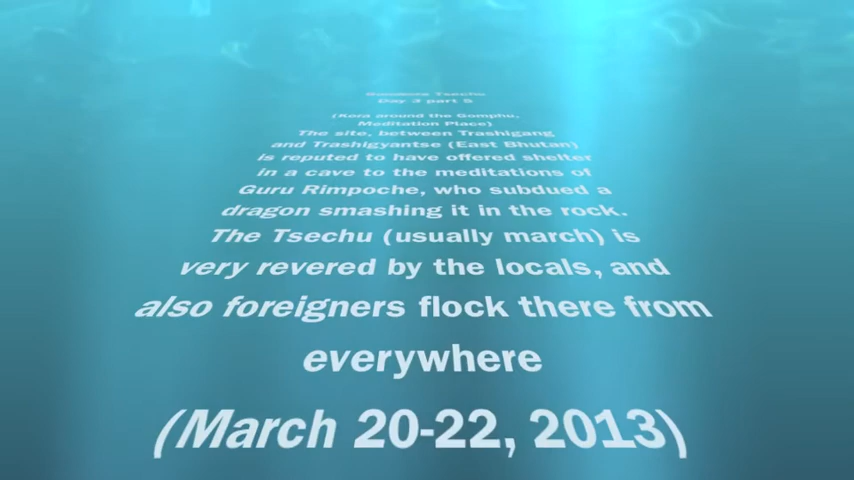 Tsechu
Day 3 part 5
(Kora around the Gomphu,
Meditation Place)
The site, between Trashigang
and Trashigyantse (East Bhutan)
is reputed to have offered shelter
in a cave to the meditations of
Guru Rimpoche, who subdued a
dragon smashing it in the rock.
The Tsechu (usually march) is
very revered by the locals, and
also foreigners flock there from
everywhere
(March 20-22, 2013)